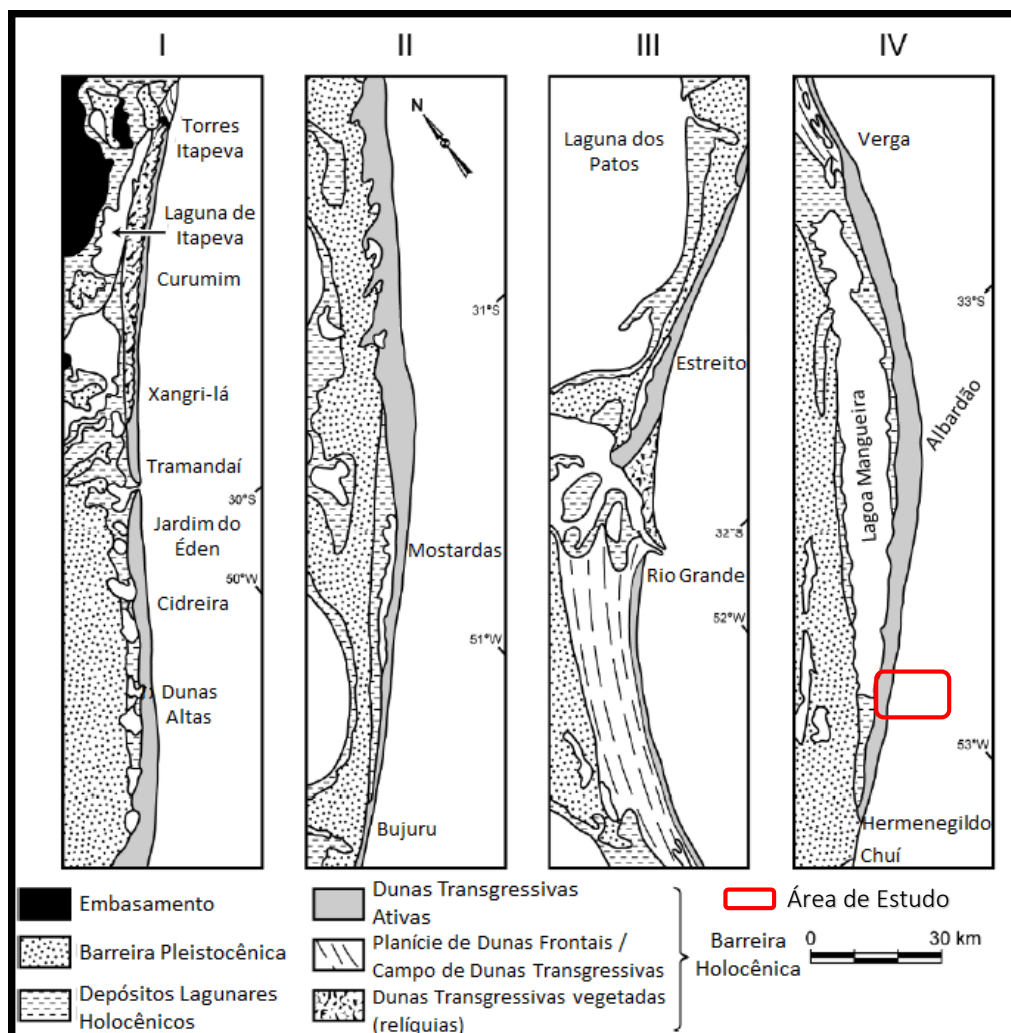 I
II
III
IV
Torres
Itapeva
Laguna de
Itapeva
Curumim
Xangri-lá
Tramandaí
30°S
Jardim do
Éden
50°W
Cidreira
Dunas
Altas
N
31°S
Mostardas
51°W
Bujuru
Laguna dos
Patos
Estreito
32°S
Rio Grande
52°W
Verga
33°S
Albardão
Lagoa Mangueira
53°W
Hermenegildo
Chuí
Embasamento
Barreira Pleistocênica
Depósitos Lagunares
Holocênicos
Dunas Transgressivas
Ativas
Planície de Dunas Frontais /
Campo de Dunas Transgressivas
Dunas Transgressivas vegetadas
(relíquias)
Barreira
Holocênica
Área de Estudo
0 30 km